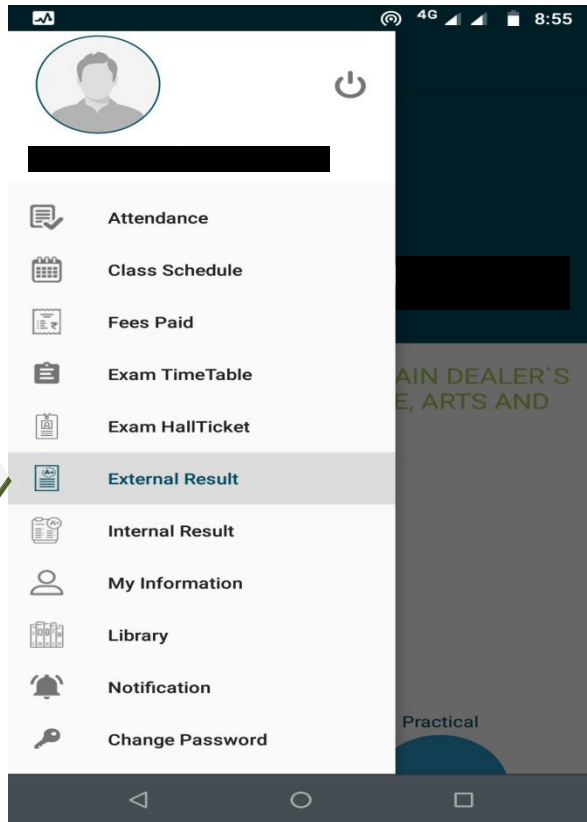 4G 8:55
Attendance
Class Schedule
Fees Paid
Exam TimeTable
AIN DEALER`S
E, ARTS AND
Exam HallTicket
External Result
Internal Result
My Information
Library
Notification
Practical
Change Password